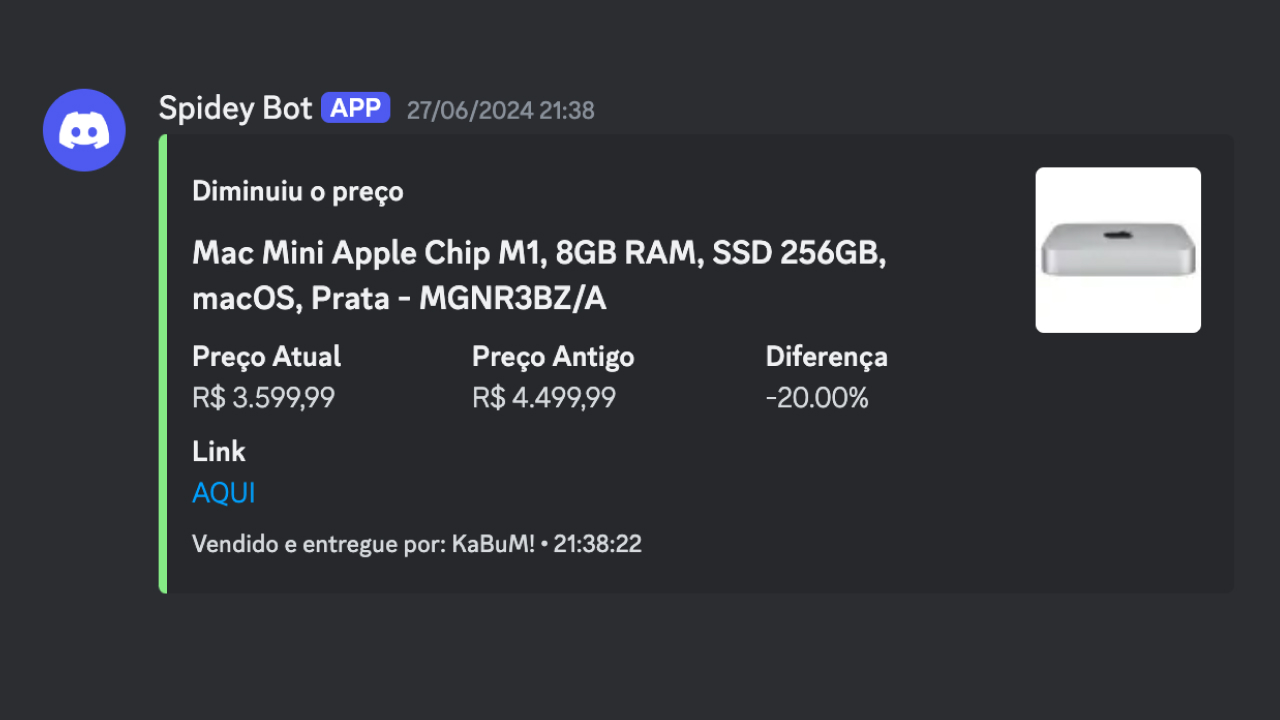 Spidey Bot APP 27/06/2024 21:38
Diminuiu o preço
Mac Mini Apple Chip M1, 8GB RAM, SSD 256GB,
macOS, Prata - MGNR3BZ/A
Preço Atual Preço Antigo Diferença
R$ 3.599,99 R$ 4.499,99 -20.00%
Link
AQUI
Vendido e entregue por: KaBuM! • 21:38:22